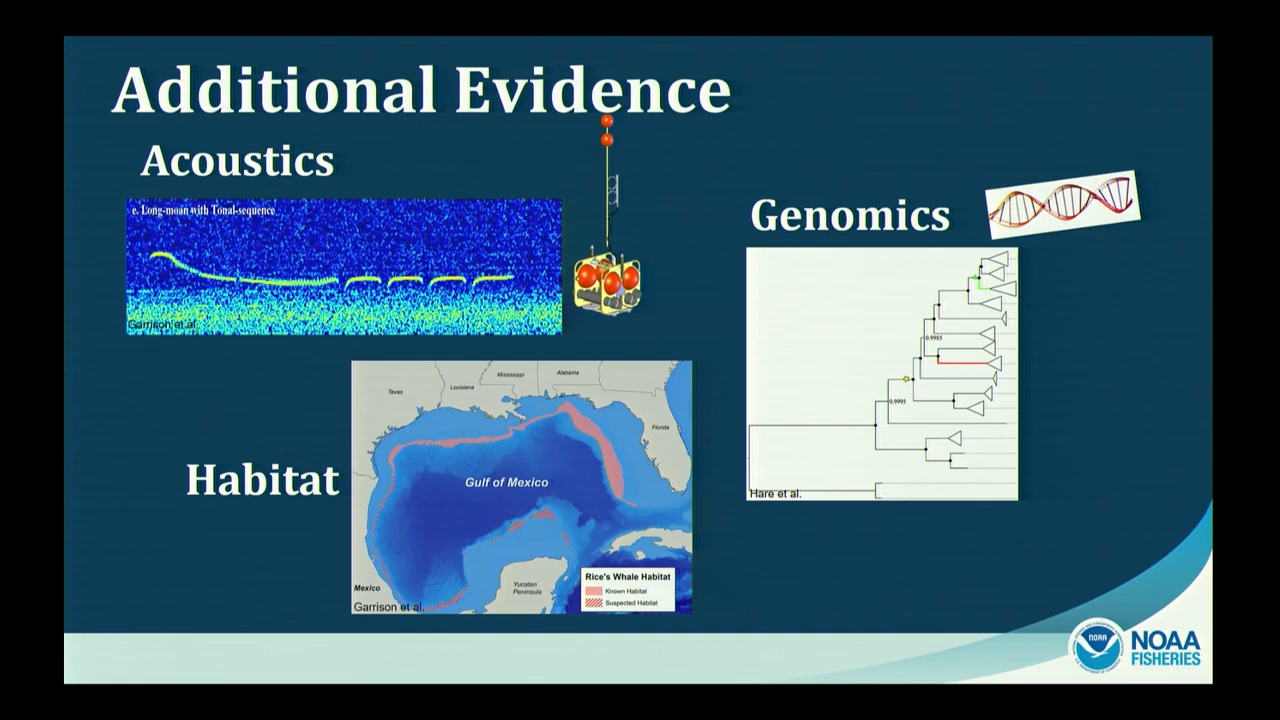 Additional Evidence
Acoustics
e. Long-moan with Tonal-sequence
Garrison et al.
Genomics
0.9985
0.9995
Hare et al.
Habitat
Texas
Louisiana
Mississippi
Alabama
Florida
Gulf of Mexico
Mexico
Yucatan
Peninsula
Garrison et al.
Rice's Whale Habitat
Known Habitat
Suspected Habitat
NOAA
NOAA
FISHERIES